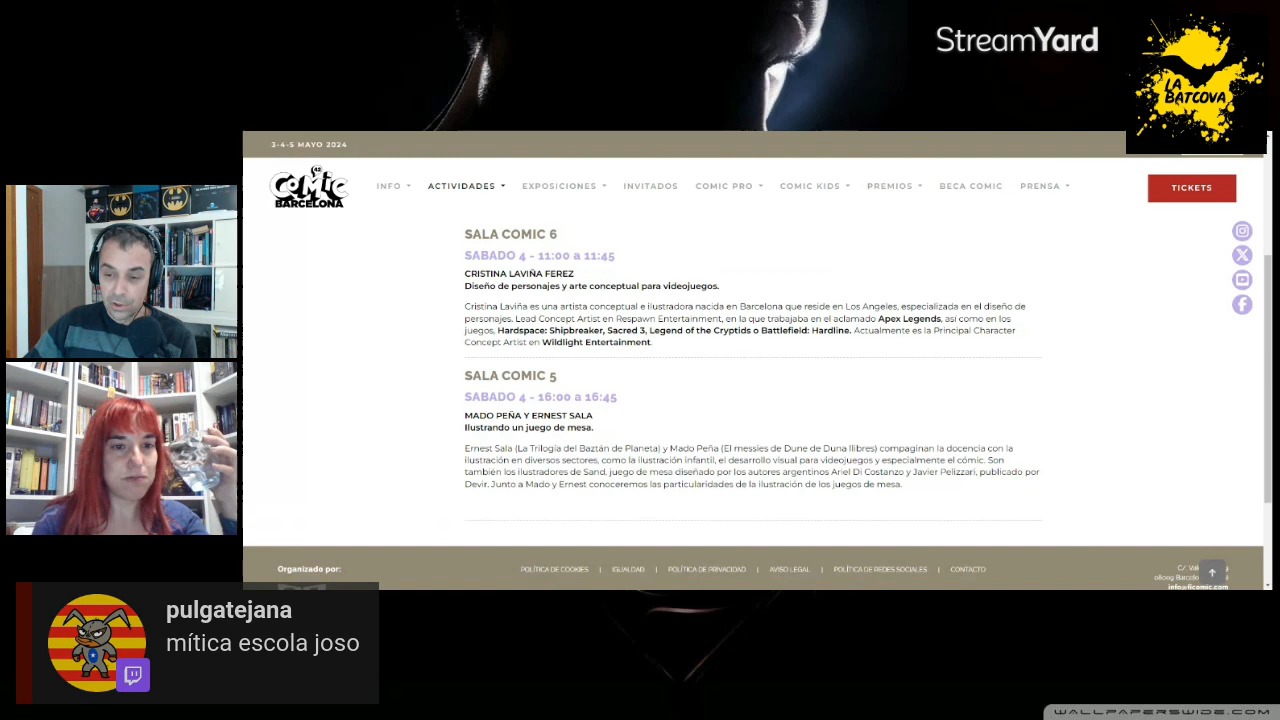 StreamYard
LA
BATCOVA
3-4-5 MAYO 2024
42
COMIC
BARCELONA
INFO
ACTIVIDADES
EXPOSICIONES
INVITADOS
COMIC PRO
COMIC KIDS
PREMIOS
BECA COMIC
PRENSA
TICKETS
SALA COMIC 6
SABADO 4 - 11:00 a 11:45
CRISTINA LAVIÑA FEREZ
Diseño de personajes y arte conceptual para videojuegos.
Cristina Laviña es una artista conceptual e ilustradora nacida en Barcelona que reside en Los Angeles, especializada en el diseño de
personajes. Lead Concept Artist en Respawn Entertainment, en la que trabajaba en el aclamado Apex Legends, así como en los
juegos, Hardspace: Shipbreaker, Sacred 3, Legend of the Cryptids o Battlefield: Hardline. Actualmente es la Principal Character
Concept Artist en Wildlight Entertainment.
SALA COMIC 5
SABADO 4 - 16:00 a 16:45
MADO PEÑA Y ERNEST SALA
Ilustrando un juego de mesa.
Ernest Sala (La Trilogía del Baztán de Planeta) y Mado Peña (El messies de Dune de Duna llibres) compaginan la docencia con la
ilustración en diversos sectores, como la ilustración infantil, el desarrollo visual para videojuegos y especialmente el cómic. Son
también los ilustradores de Sand, juego de mesa diseñado por los autores argentinos Ariel Di Costanzo y Javier Pelizzari, publicado por
Devir. Junto a Mado y Ernest conoceremos las particularidades de la ilustración de los juegos de mesa.
Organizado por:
POLÍTICA DE COOKIES | IGUALDAD | POLÍTICA DE PRIVACIDAD | AVISO LEGAL | POLÍTICA DE REDES SOCIALES | CONTACTO
C/
info@ficomic.com
pulgatejana
mítica escola joso
WALLPAPERSWIDE.COM